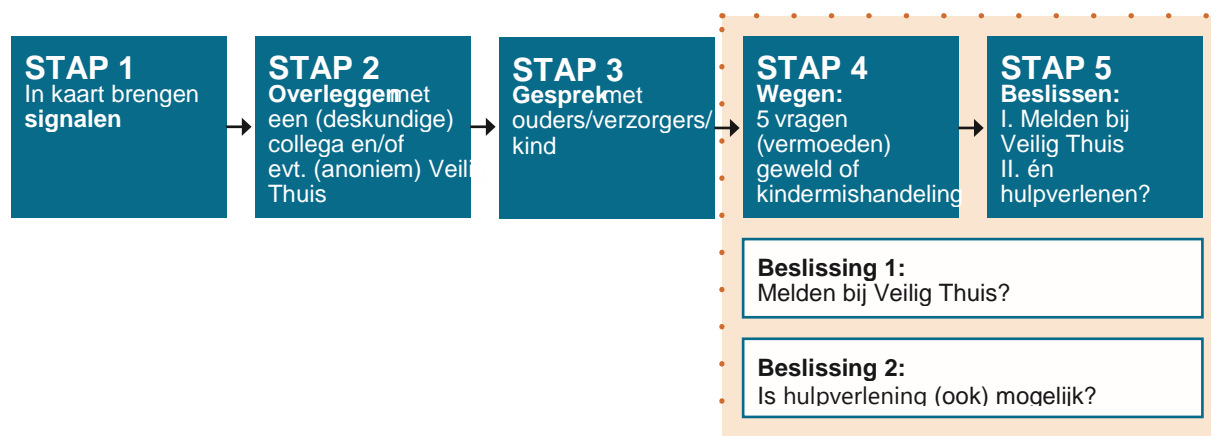 STAP 1
In kaart brengen
signalen
STAP 2
Overleggen met
een (deskundige)
collega en/of
evt. (anoniem) Veili
Thuis
STAP 3
Gesprek met
ouders/verzorgers/
kind
STAP 4
Wegen:
5 vragen
(vermoeden)
geweld of
kindermishandeling
STAP 5
Beslissen:
I. Melden bij
Veilig Thuis
II. én
hulpverlenen?
Beslissing 1:
Melden bij Veilig Thuis?
Beslissing 2:
Is hulpverlening (ook) mogelijk?